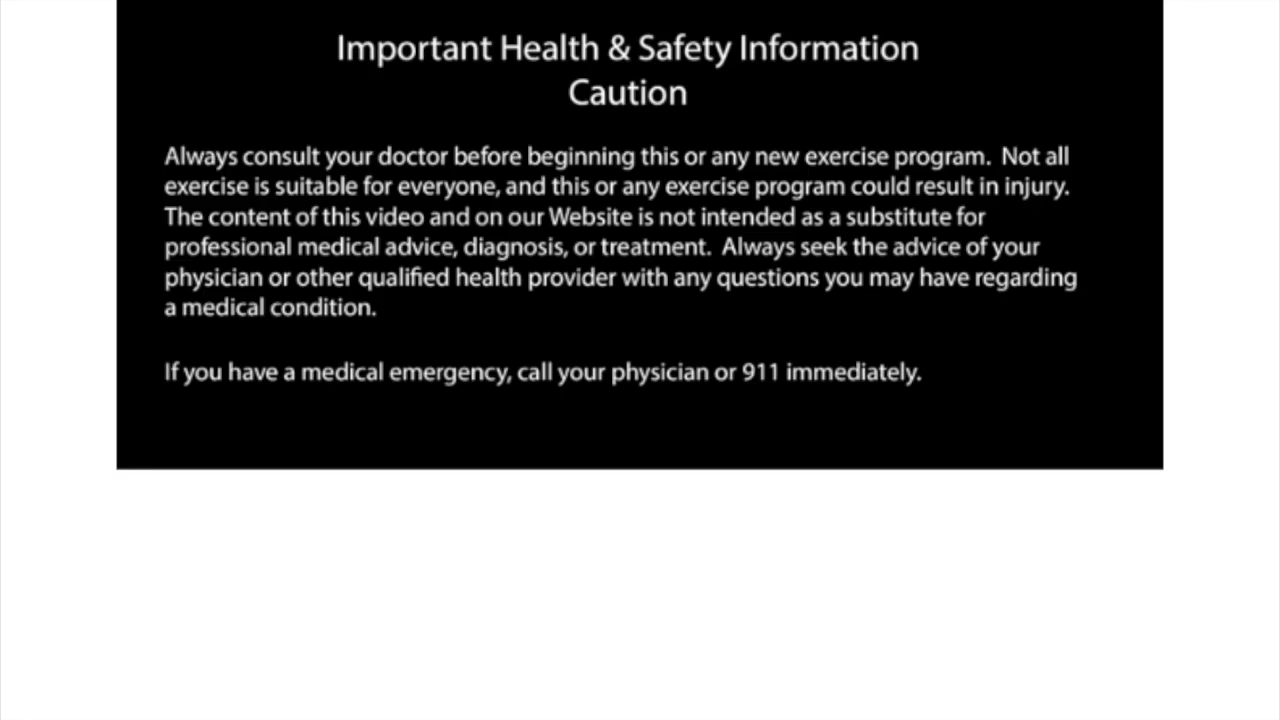 Important Health & Safety Information
Caution
Always consult your doctor before beginning this or any new exercise program.  Not all
exercise is suitable for everyone, and this or any exercise program could result in injury.
The content of this video and on our Website is not intended as a substitute for
professional medical advice, diagnosis, or treatment.  Always seek the advice of your
physician or other qualified health provider with any questions you may have regarding
a medical condition.
If you have a medical emergency, call your physician or 911 immediately.